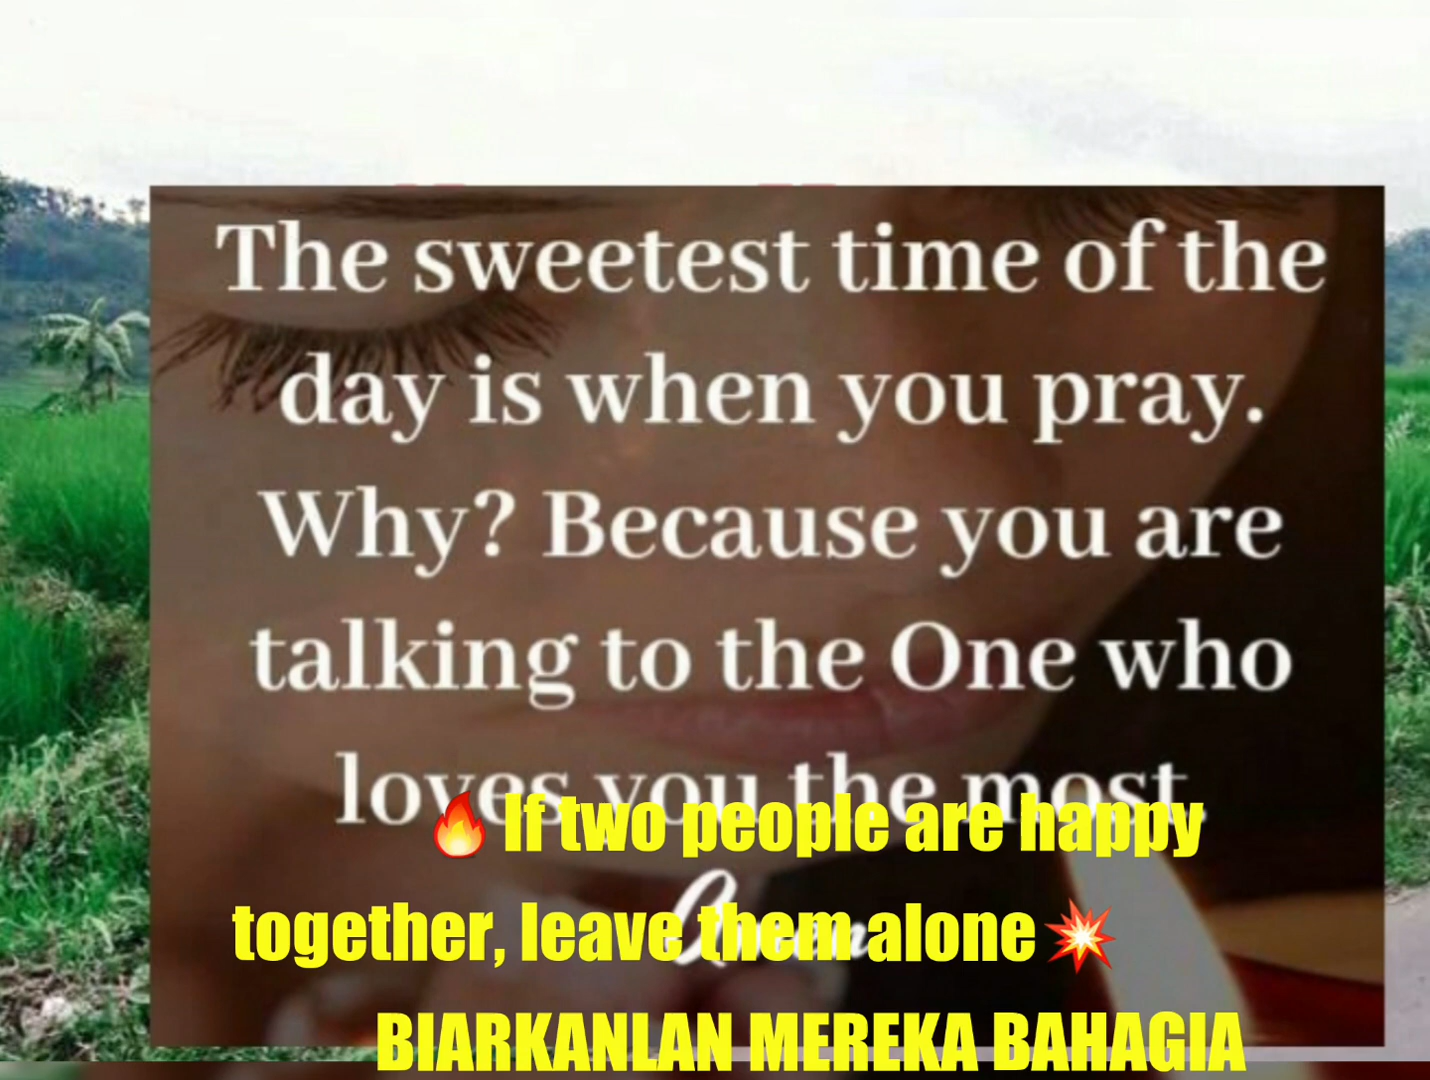 The sweetest time of the
day is when you pray.
Why? Because you are
talking to the One who
loves you the most.
🔥 If two people are happy
together, leave them alone 💥
BIARKANLAN MEREKA BAHAGIA